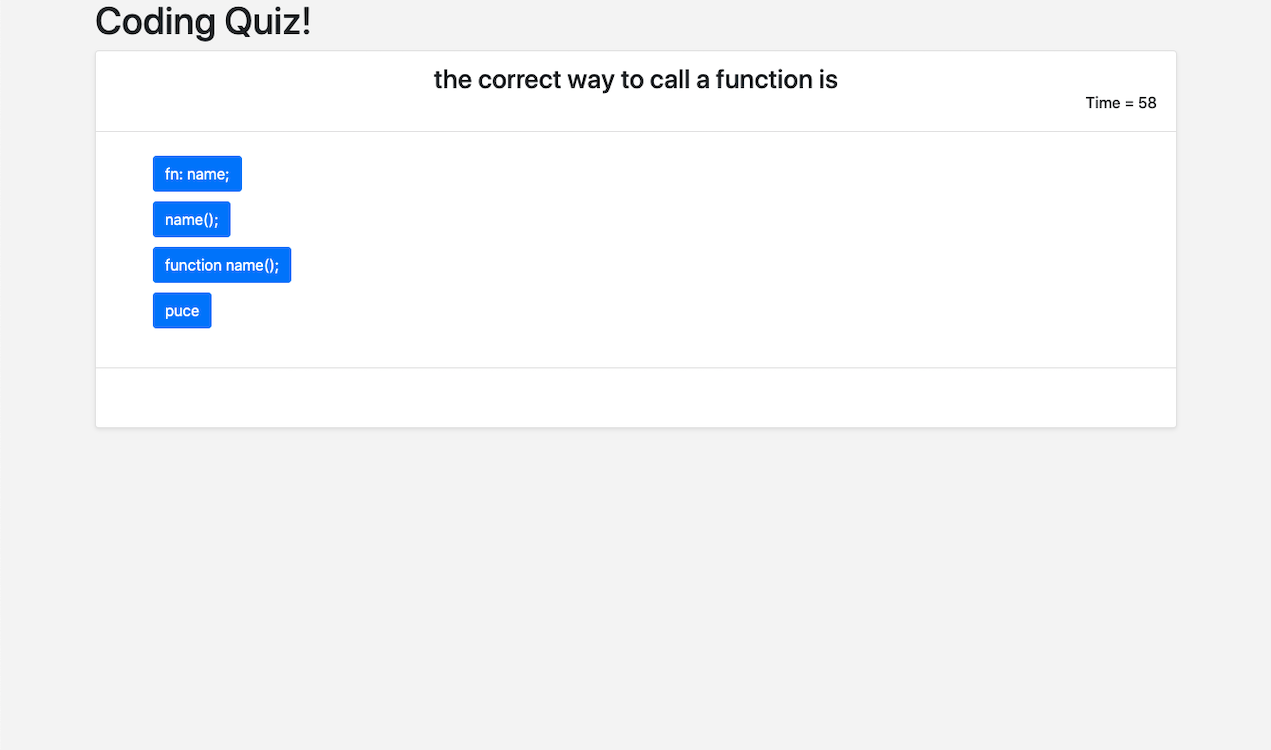 Coding Quiz!
the correct way to call a function is
Time = 58
fn: name;
name();
function name();
puce